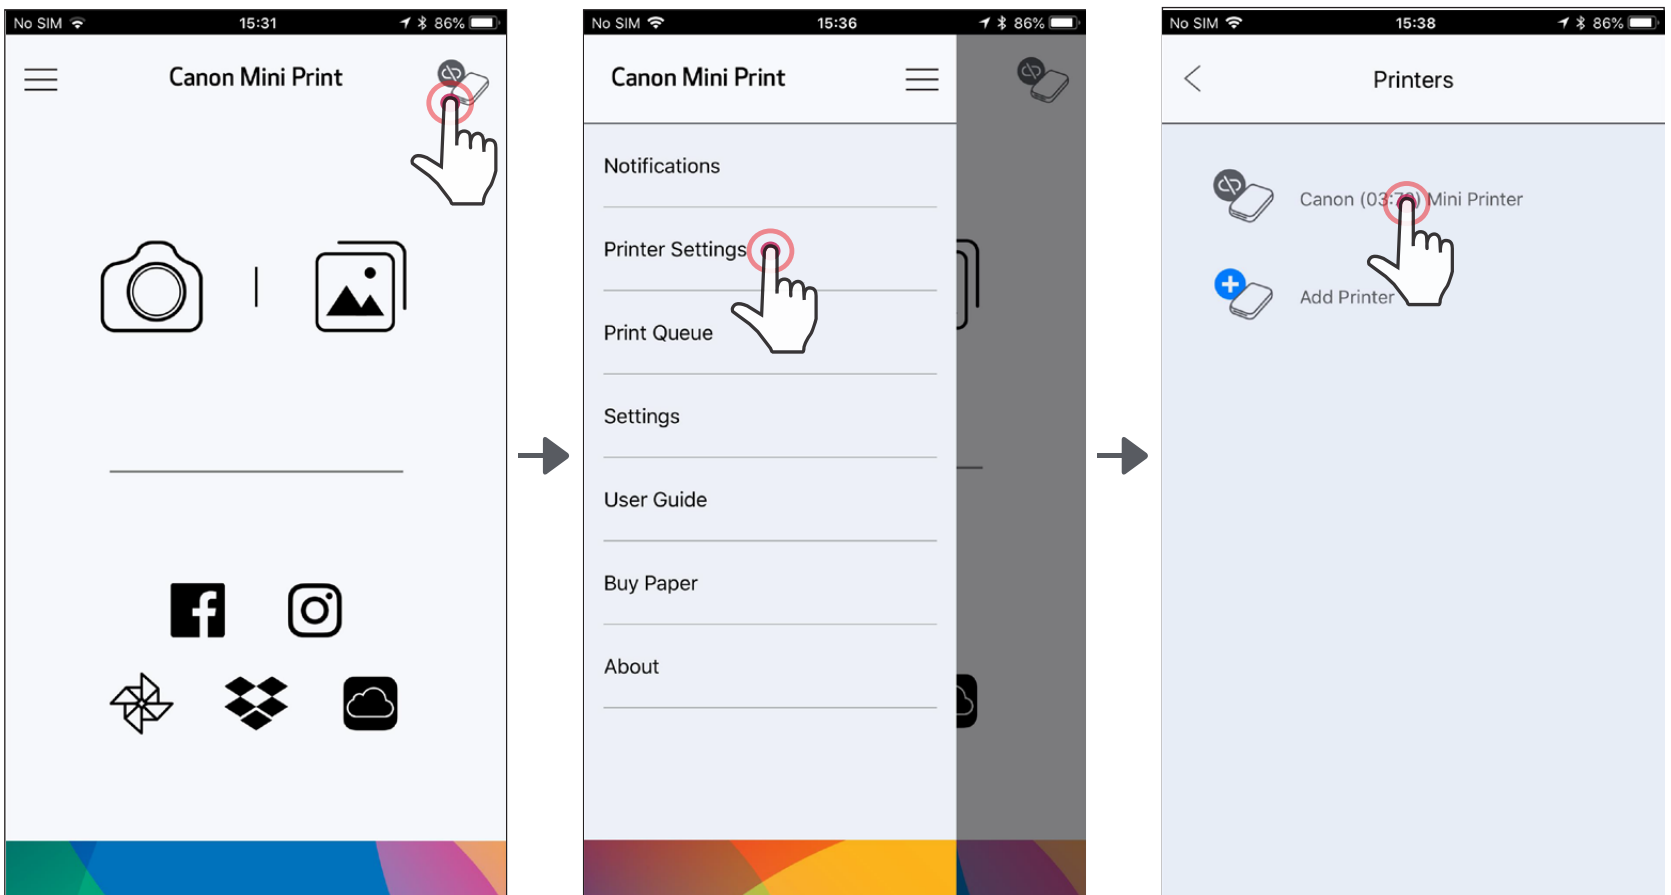 No SIM 15:31 86%
Canon Mini Print
No SIM 15:36 86%
Canon Mini Print
Notifications
Printer Settings
Print Queue
Settings
User Guide
Buy Paper
About
No SIM 15:38 86%
Printers
Canon (03: Mini Printer
Add Printer